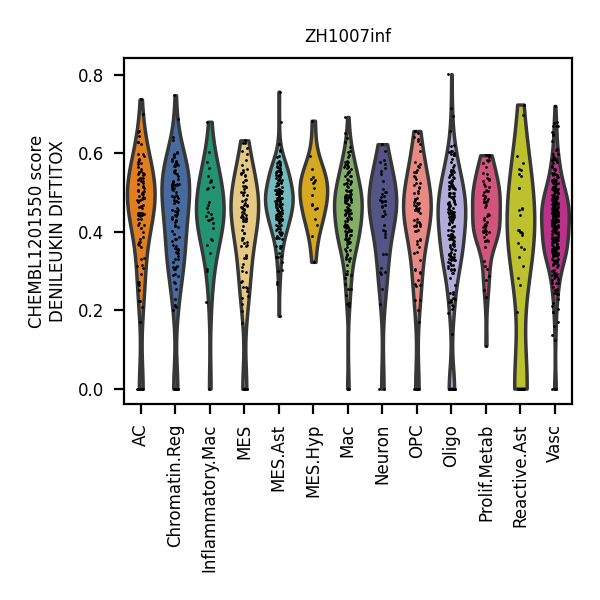 ZH1007inf
CHEMBL1201550 score
DENILEUKIN DIFTITOX
0.8
0.6
0.4
0.2
0.0
AC
Chromatin.Reg
Inflammatory.Mac
MES
MES.Ast
MES.Hyp
Mac
Neuron
OPC
Oligo
Prolif.Metab
Reactive.Ast
Vasc